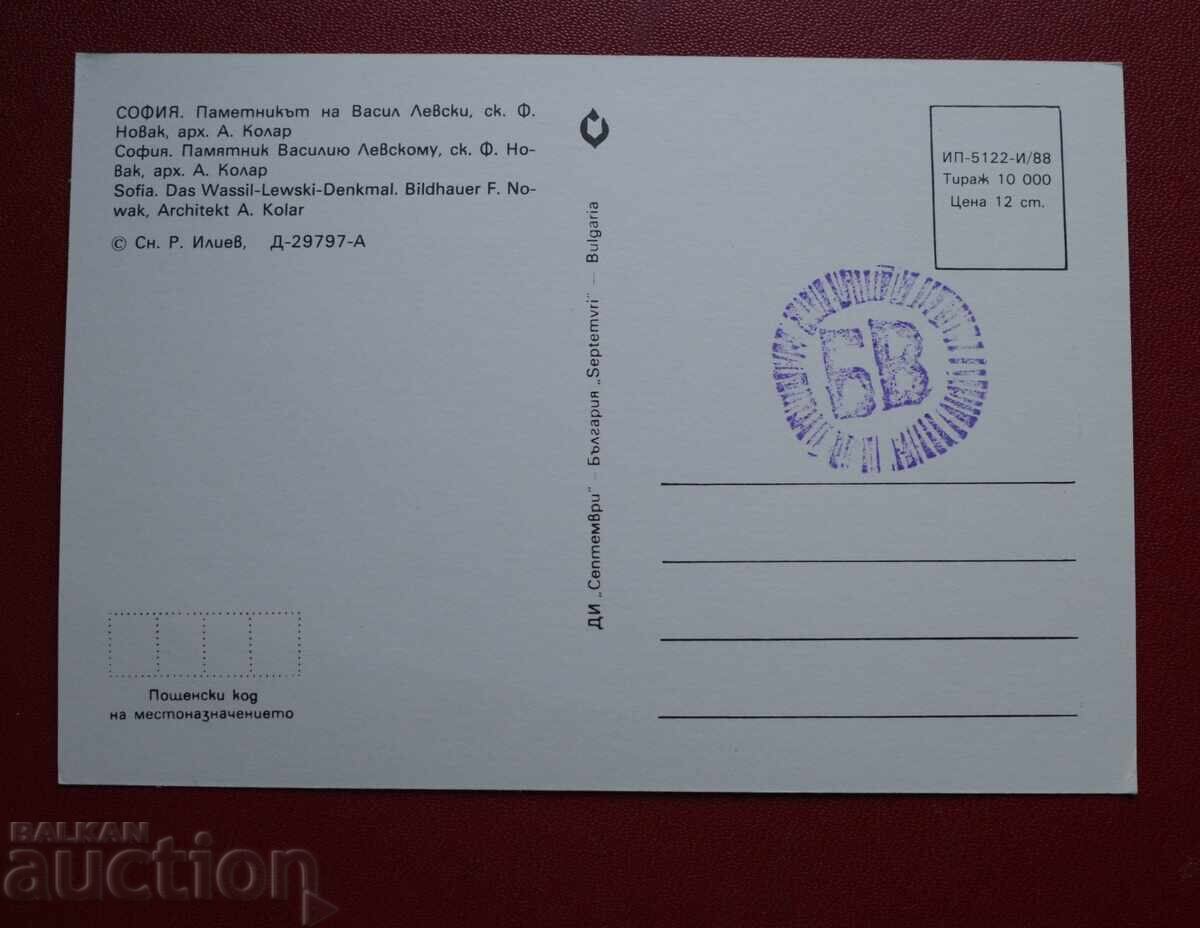 СОФИЯ. Паметникът на Васил Левски, ск. Ф.
Новак, арх. А. Колар
София. Памятник Василию Левскому, ск. Ф. Но-
вак, арх. А. Колар
Sofia. Das Wassil-Lewski-Denkmal. Bildhauer F. No-
wak, Architekt A. Kolar
© Сн. Р. Илиев, Д-29797-А
ДИ „Септември" – България „Septemvri" – Bulgaria
ИП-5122-И/88
Тираж 10 000
Цена 12 ст.
БВ
Пощенски код
на местоназначението
BALKAN
auction